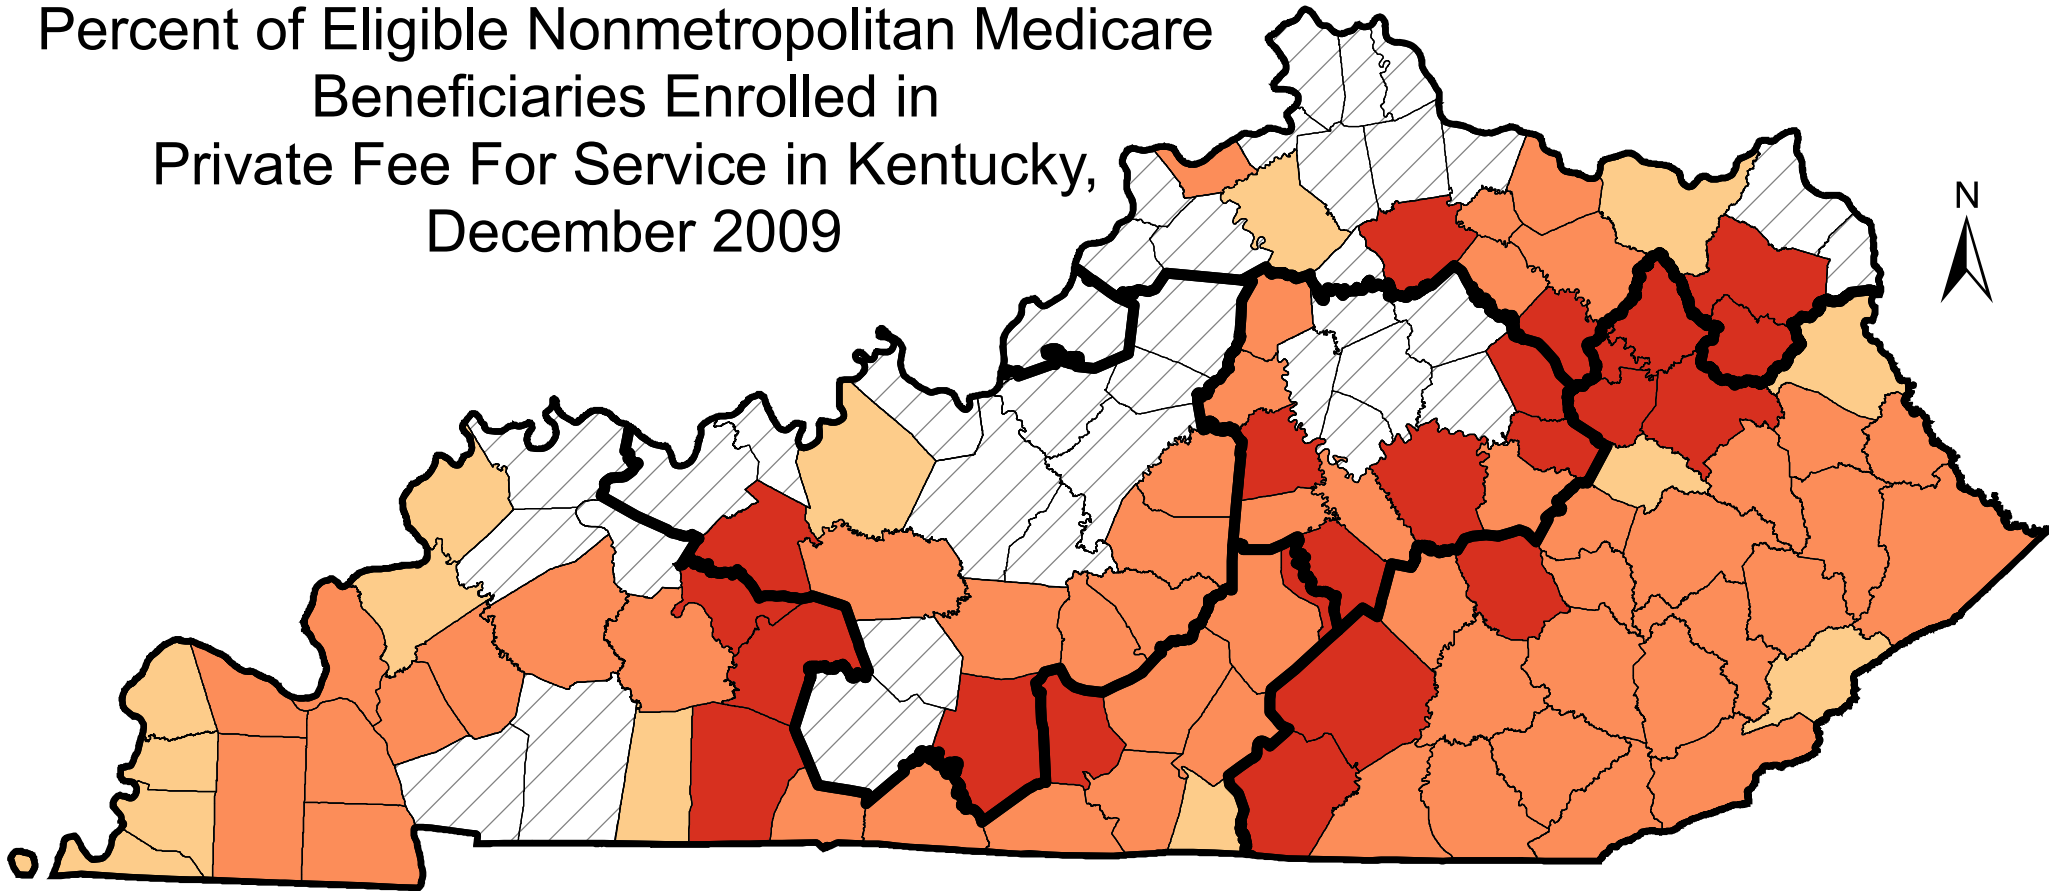 Percent of Eligible Nonmetropolitan Medicare
Beneficiaries Enrolled in
Private Fee For Service in Kentucky,
December 2009
N